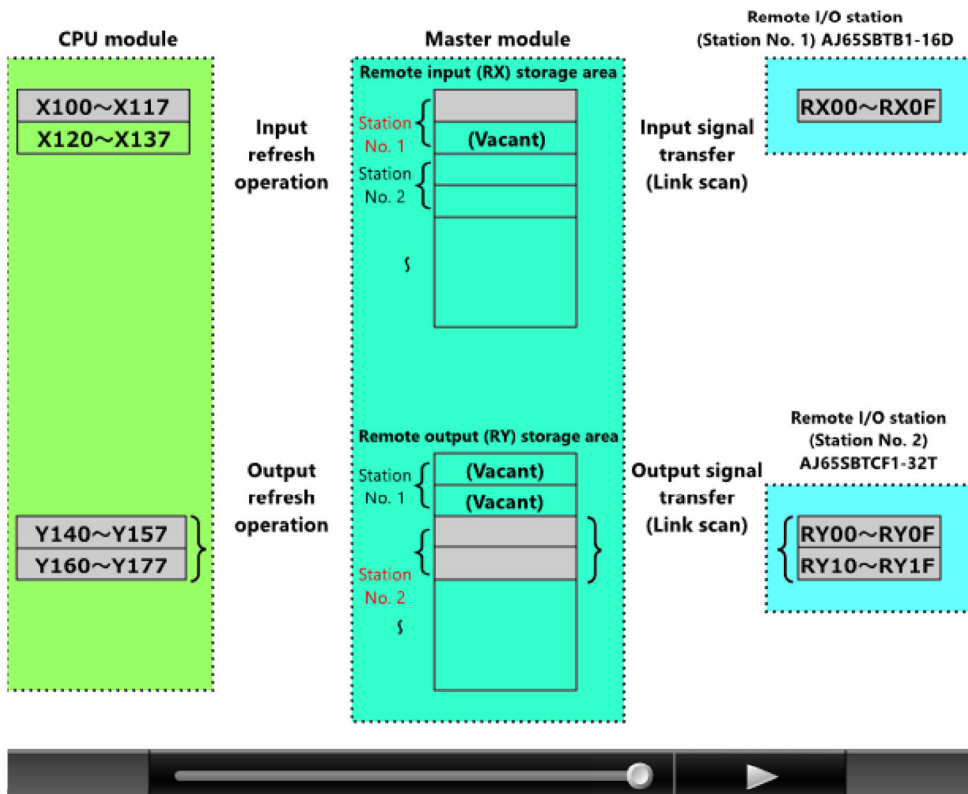 CPU module
X100～X117
X120～X137
Y140～Y157
Y160～Y177
Input
refresh
operation
Output
refresh
operation
Master module
Remote input (RX) storage area
Station
No. 1
(Vacant)
Station
No. 2
Remote output (RY) storage area
Station
No. 1
(Vacant)
(Vacant)
Station
No. 2
Input signal
transfer
(Link scan)
Output signal
transfer
(Link scan)
Remote I/O station
(Station No. 1) AJ65SBTB1-16D
RX00～RX0F
Remote I/O station
(Station No. 2)
AJ65SBTCF1-32T
RY00～RY0F
RY10～RY1F